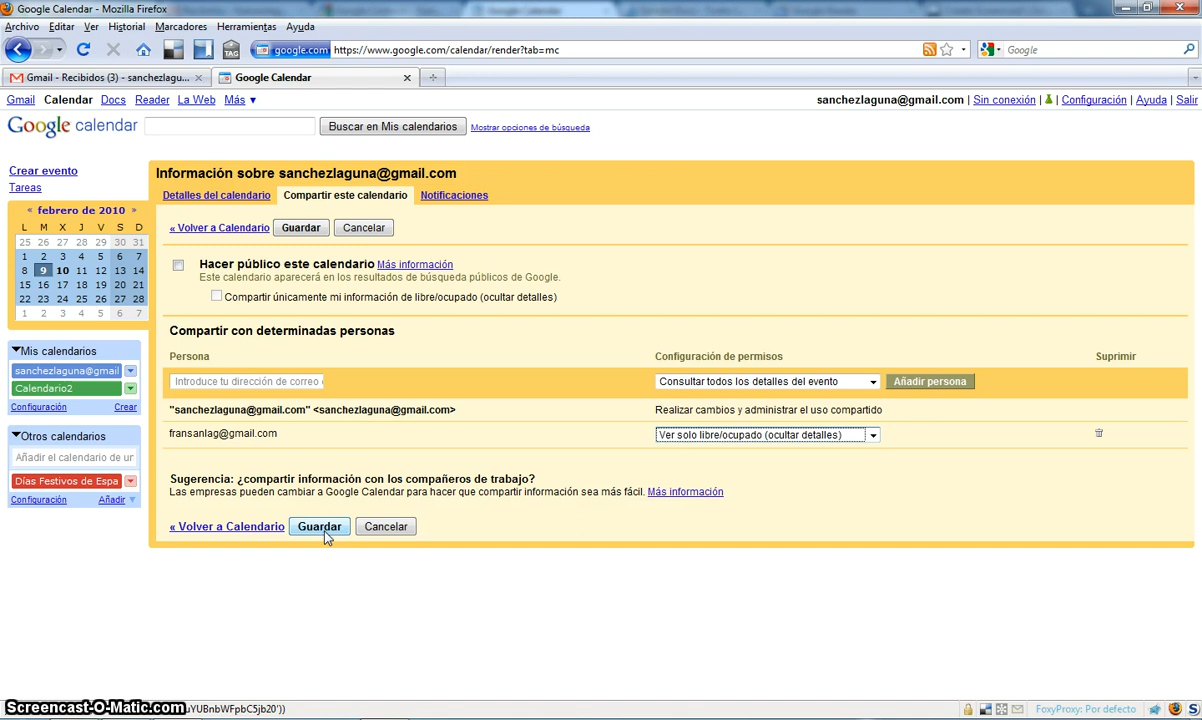 Google Calendar - Mozilla Firefox
Archivo Editar Ver Historial Marcadores Herramientas Ayuda
TAG google.com https://www.google.com/calendar/render?tab=mc Google
Gmail - Recibidos (3) - sanchezlagu... Google Calendar
Gmail Calendar Docs Reader La Web Más ▼ sanchezlaguna@gmail.com | Sin conexión | Configuración | Ayuda | Salir
Google calendar Buscar en Mis calendarios Mostrar opciones de búsqueda
Crear evento
Tareas
« febrero de 2010 »
L M X J V S D
25 26 27 28 29 30 31
1 2 3 4 5 6 7
8 9 10 11 12 13 14
15 16 17 18 19 20 21
22 23 24 25 26 27 28
1 2 3 4 5 6 7
Mis calendarios
sanchezlaguna@gmail
Calendario2
Configuración Crear
Otros calendarios
Añadir el calendario de un
Días Festivos de Espa
Configuración Añadir ▼
Información sobre sanchezlaguna@gmail.com
Detalles del calendario Compartir este calendario Notificaciones
« Volver a Calendario Guardar Cancelar
Hacer público este calendario Más información
Este calendario aparecerá en los resultados de búsqueda públicos de Google.
Compartir únicamente mi información de libre/ocupado (ocultar detalles)
Compartir con determinadas personas
Persona Configuración de permisos Suprimir
Introduce tu dirección de correo Consultar todos los detalles del evento Añadir persona
"sanchezlaguna@gmail.com" <sanchezlaguna@gmail.com> Realizar cambios y administrar el uso compartido
fransanlag@gmail.com Ver solo libre/ocupado (ocultar detalles)
Sugerencia: ¿compartir información con los compañeros de trabajo?
Las empresas pueden cambiar a Google Calendar para hacer que compartir información sea más fácil. Más información
« Volver a Calendario Guardar Cancelar
Screencast-O-Matic.com uYUBnbWFpbC5jb20')) FoxyProxy: Por defecto